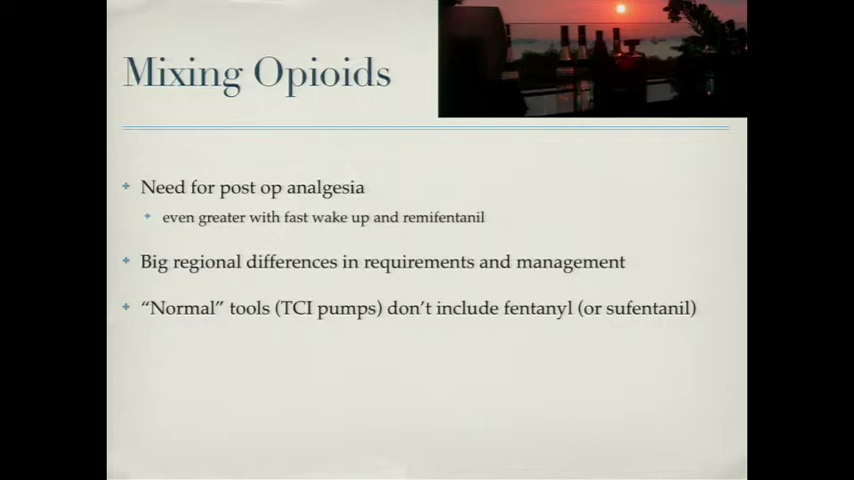 Mixing Opioids
Need for post op analgesia
even greater with fast wake up and remifentanil
Big regional differences in requirements and management
“Normal” tools (TCI pumps) don’t include fentanyl (or sufentanil)